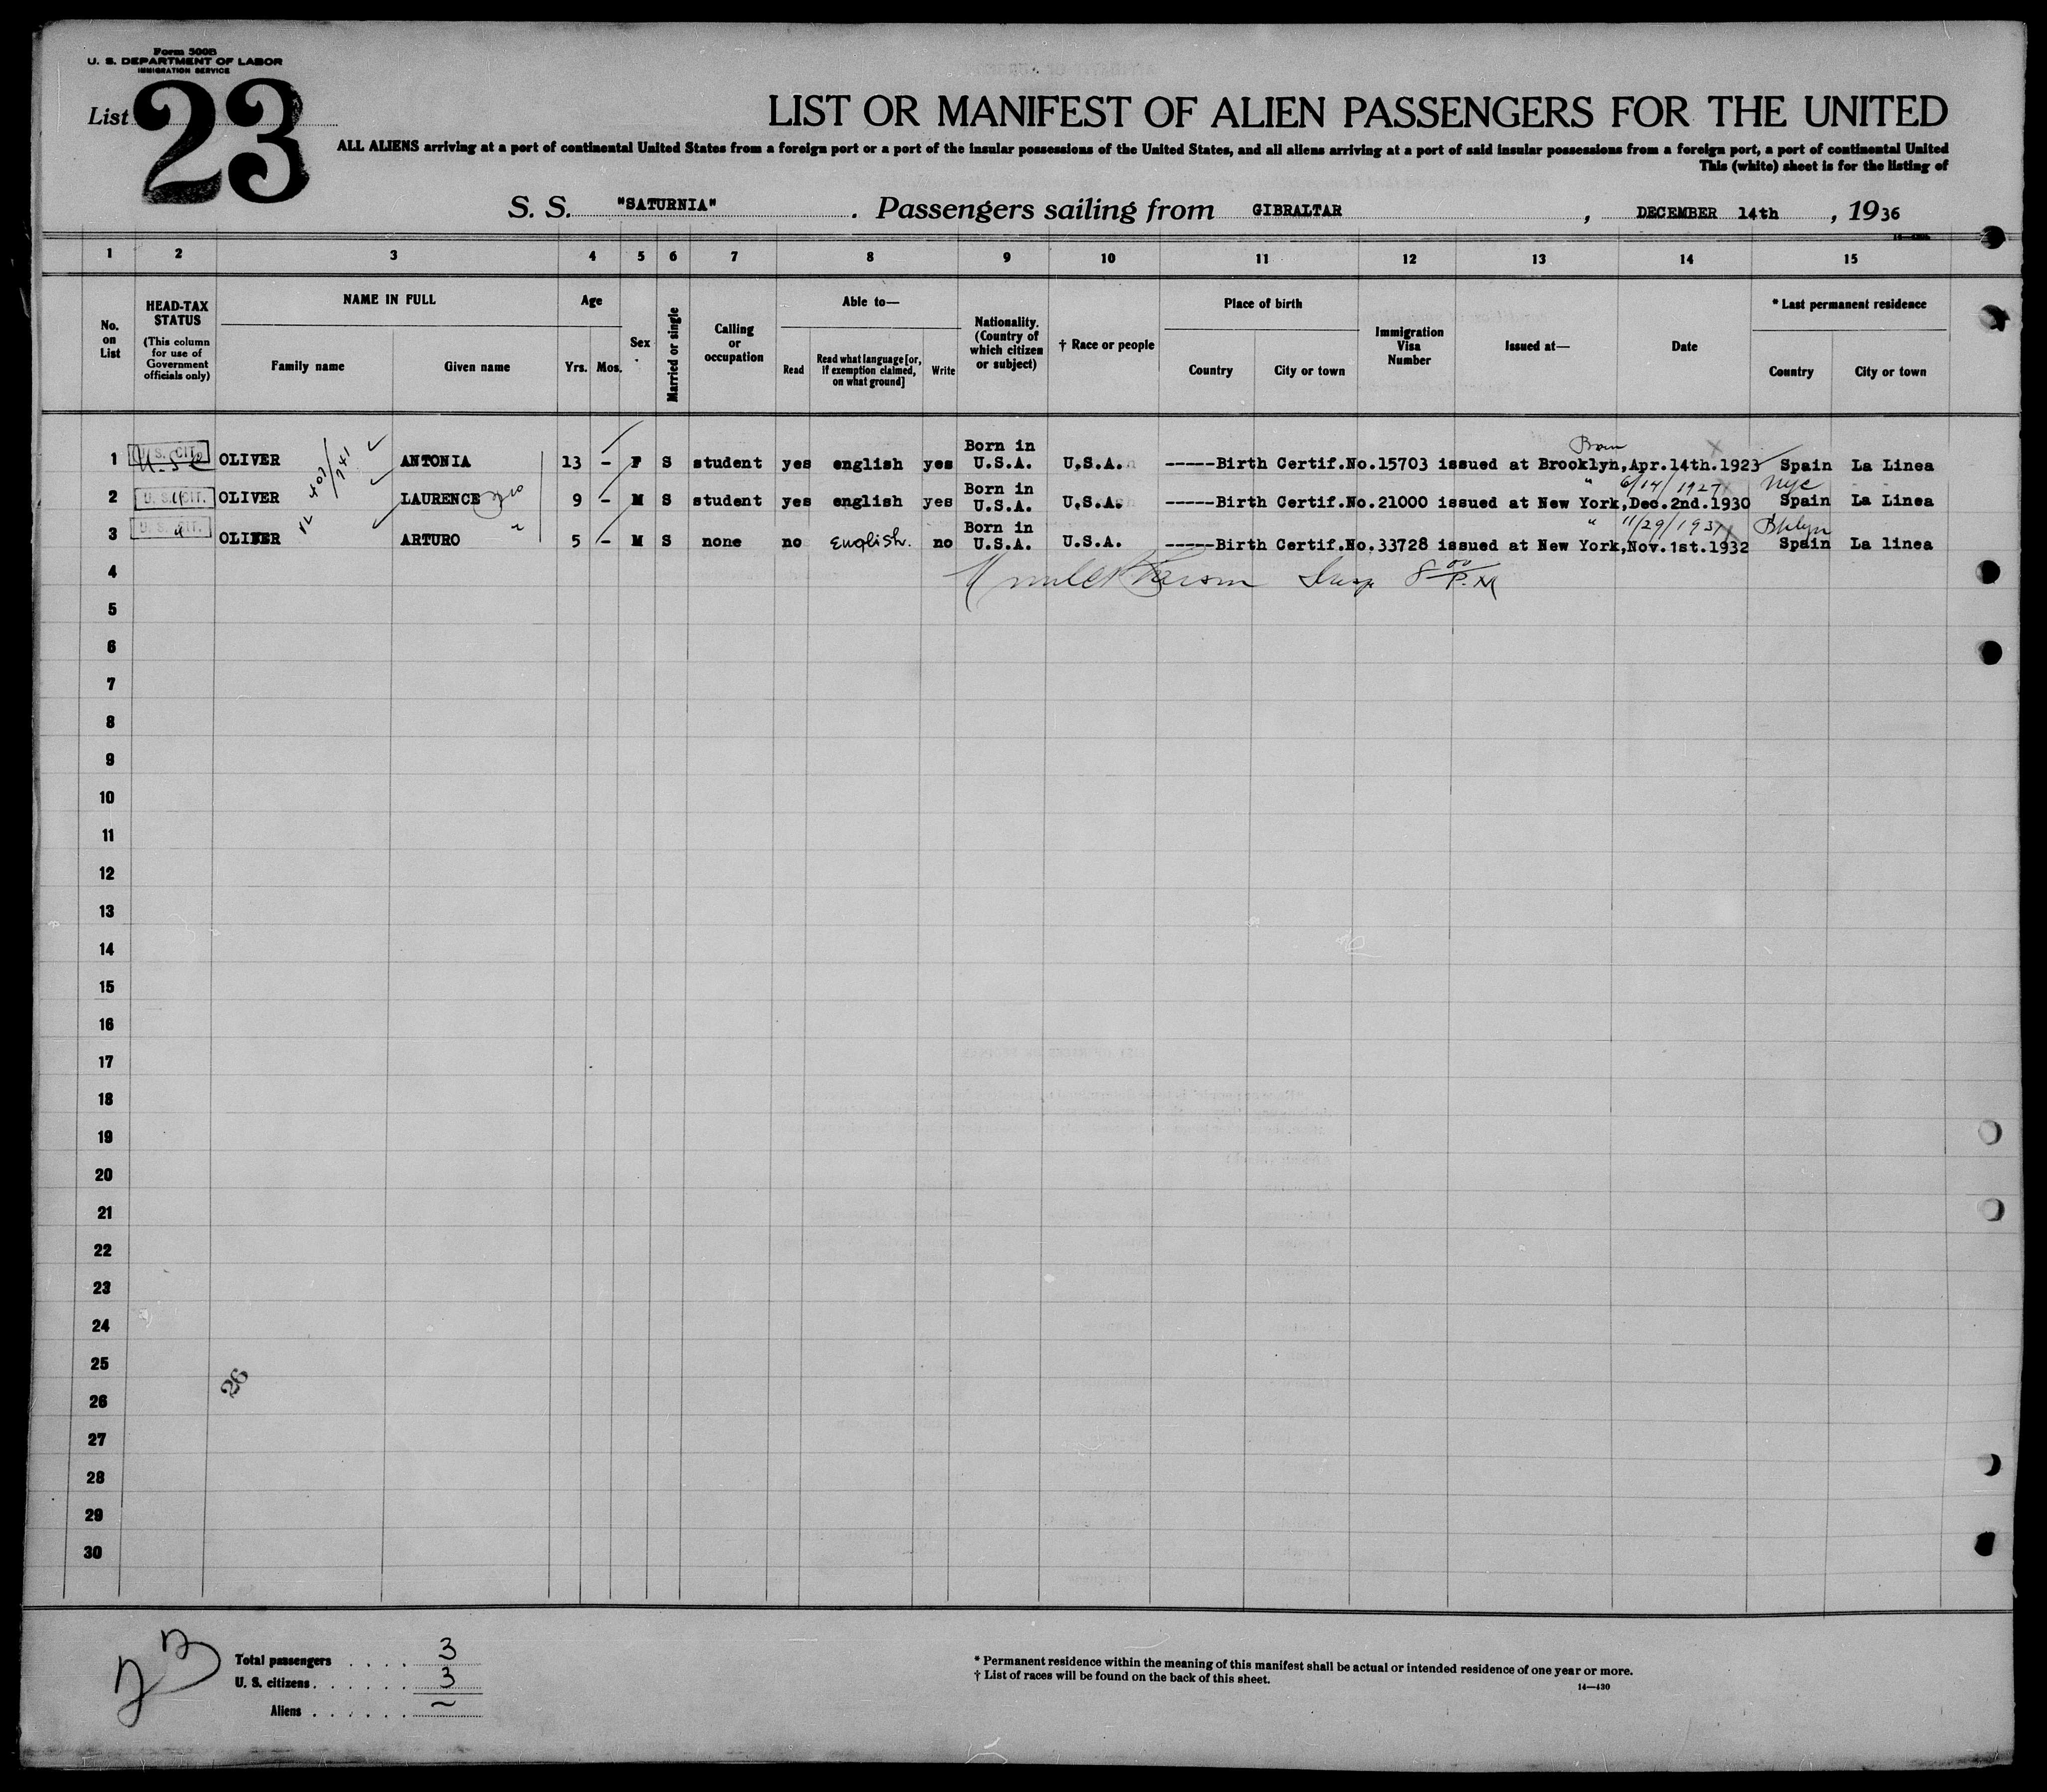 Form 500B
U. S. DEPARTMENT OF LABOR
IMMIGRATION SERVICE
List 23
LIST OR MANIFEST OF ALIEN PASSENGERS FOR THE UNITED
ALL ALIENS arriving at a port of continental United States from a foreign port or a port of the insular possessions of the United States, and all aliens arriving at a port of said insular possessions from a foreign port, a port of continental United
This (white) sheet is for the listing of
S. S. "SATURNIA" . Passengers sailing from GIBRALTAR , DECEMBER 14th , 1936
1 2 3 4 5 6 7 8 9 10 11 12 13 14 15
No. on List
HEAD-TAX STATUS (This column for use of Government officials only)
NAME IN FULL
Family name Given name
Age
Yrs. Mos.
Sex
Married or single
Calling or occupation
Able to—
Read Read what language [or, if exemption claimed, on what ground] Write
Nationality. (Country of which citizen or subject)
† Race or people
Place of birth
Country City or town
Immigration Visa Number
Issued at—
Date
* Last permanent residence
Country City or town
Born
1 U.S. CIT. OLIVER ANTONIA 13 - F S student yes english yes Born in U.S.A. U.S.A. -----Birth Certif.No.15703 issued at Brooklyn,Apr.14th.1923 Spain La Linea
" 6/14/1927 NYC
2 U.S. CIT. OLIVER LAURENCE 9 - M S student yes english yes Born in U.S.A. U.S.A. -----Birth Certif.No.21000 issued at New York,Dec.2nd.1930 Spain La Linea
" 11/29/1931 Bklyn
3 U.S. CIT. OLIVER ARTURO 5 - M S none no English. no Born in U.S.A. U.S.A. -----Birth Certif.No.33728 issued at New York,Nov.1st.1932 Spain La linea
4 Insp 8 00 P.M
5
6
7
8
9
10
11
12
13
14
15
16
17
18
19
20
21
22
23
24
25
26
26
27
28
29
30
23
Total passengers . . . . 3
U. S. citizens . . . . . . 3
Aliens . . . . . . –
* Permanent residence within the meaning of this manifest shall be actual or intended residence of one year or more.
† List of races will be found on the back of this sheet.
14—430